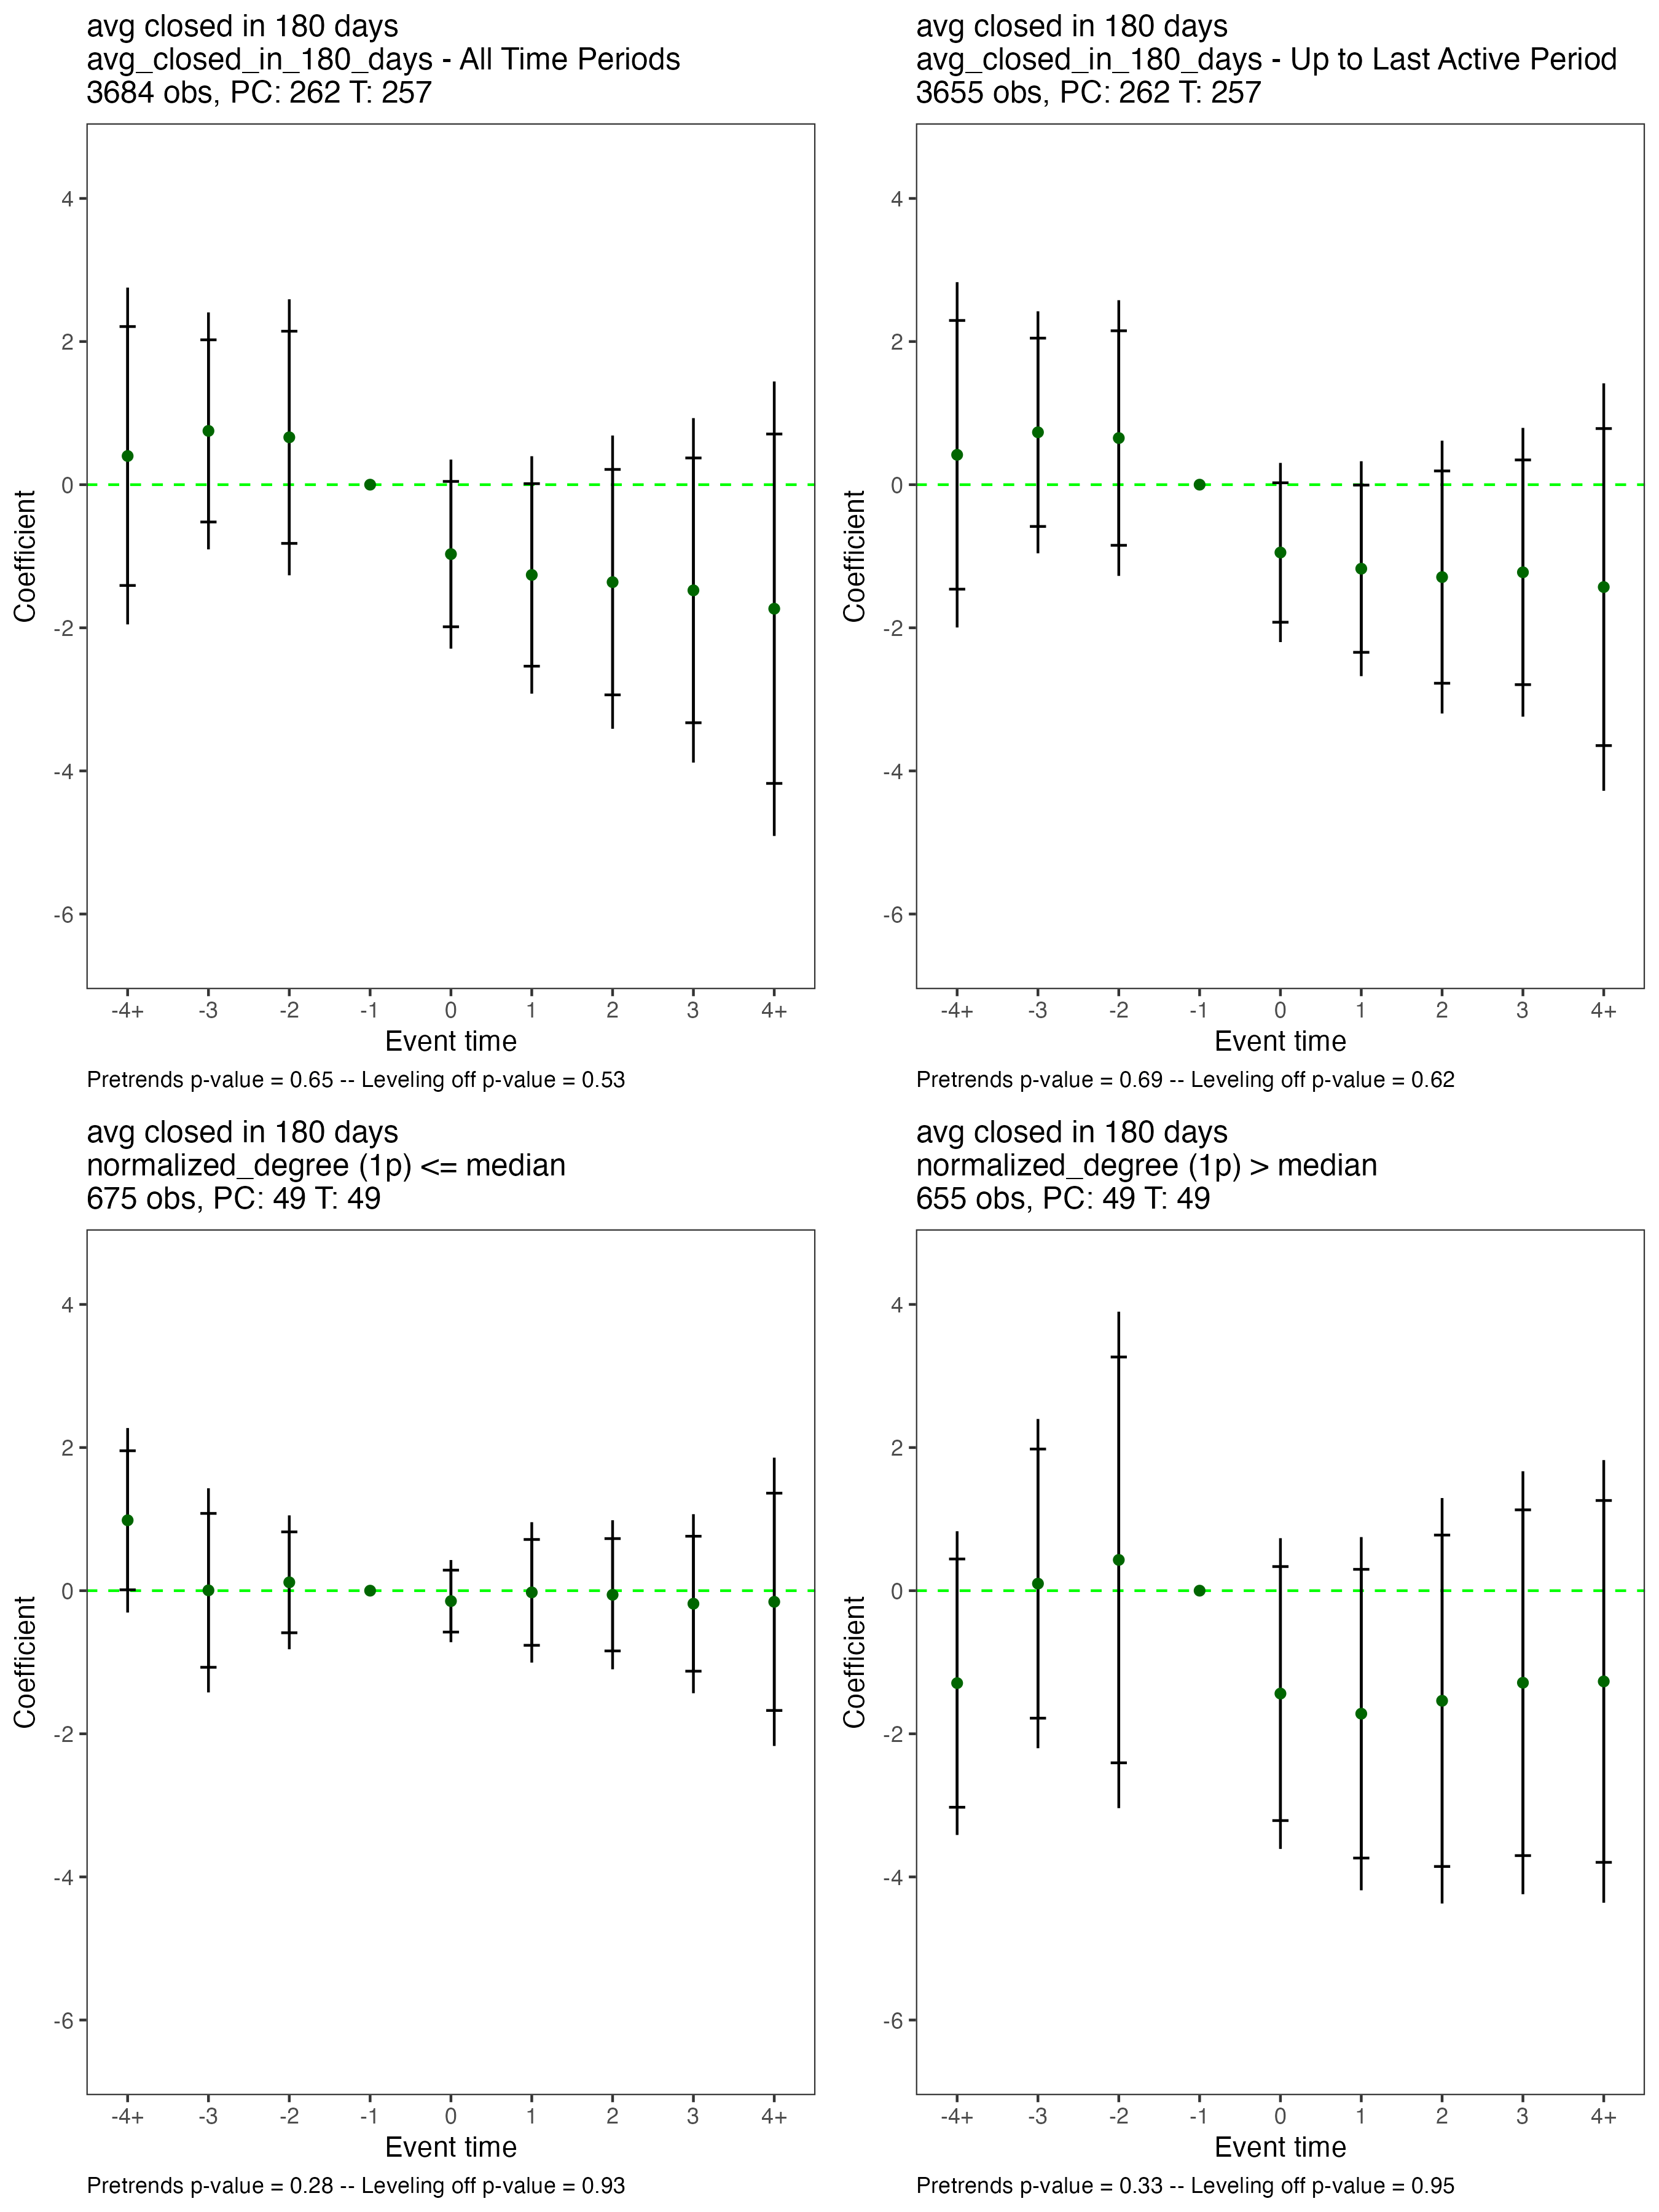 avg closed in 180 days
avg_closed_in_180_days - All Time Periods
3684 obs, PC: 262 T: 257
4
2
0
-2
-4
-6
Coefficient
-4+ -3 -2 -1 0 1 2 3 4+
Event time
Pretrends p-value = 0.65 -- Leveling off p-value = 0.53
avg closed in 180 days
avg_closed_in_180_days - Up to Last Active Period
3655 obs, PC: 262 T: 257
4
2
0
-2
-4
-6
Coefficient
-4+ -3 -2 -1 0 1 2 3 4+
Event time
Pretrends p-value = 0.69 -- Leveling off p-value = 0.62
avg closed in 180 days
normalized_degree (1p) <= median
675 obs, PC: 49 T: 49
4
2
0
-2
-4
-6
Coefficient
-4+ -3 -2 -1 0 1 2 3 4+
Event time
Pretrends p-value = 0.28 -- Leveling off p-value = 0.93
avg closed in 180 days
normalized_degree (1p) > median
655 obs, PC: 49 T: 49
4
2
0
-2
-4
-6
Coefficient
-4+ -3 -2 -1 0 1 2 3 4+
Event time
Pretrends p-value = 0.33 -- Leveling off p-value = 0.95